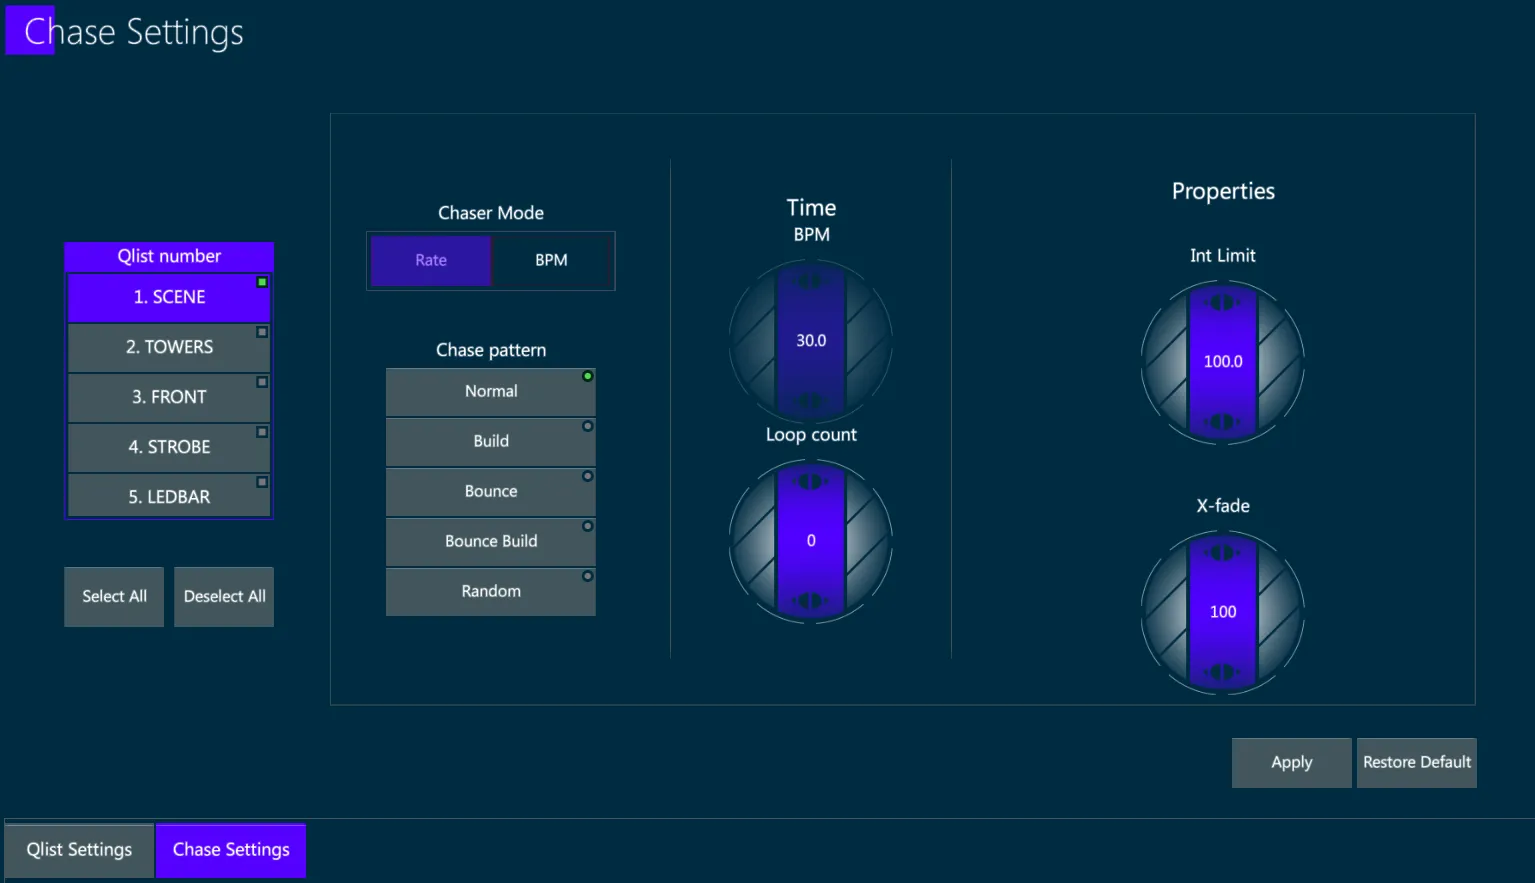 Chase Settings
Qlist number
1. SCENE
2. TOWERS
3. FRONT
4. STROBE
5. LEDBAR
Select All
Deselect All
Chaser Mode
Rate
BPM
Chase pattern
Normal
Build
Bounce
Bounce Build
Random
Time
BPM
30.0
Loop count
0
Properties
Int Limit
100.0
X-fade
100
Apply
Restore Default
Qlist Settings
Chase Settings